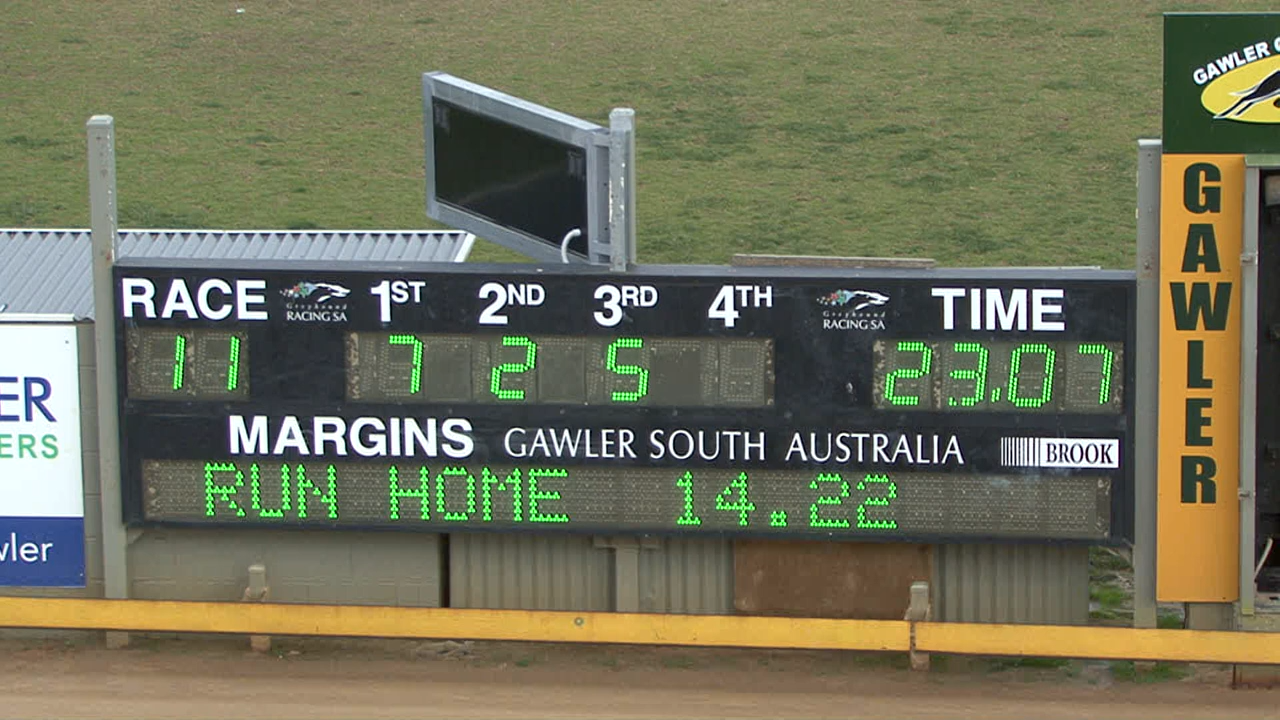 GAWLER
RACE Greyhound RACING SA 1ST 2ND 3RD 4TH Greyhound RACING SA TIME
11 7 2 5 23.07
MARGINS GAWLER SOUTH AUSTRALIA BROOK
RUN HOME 14.22
GAWLER
ER
ERS
wler